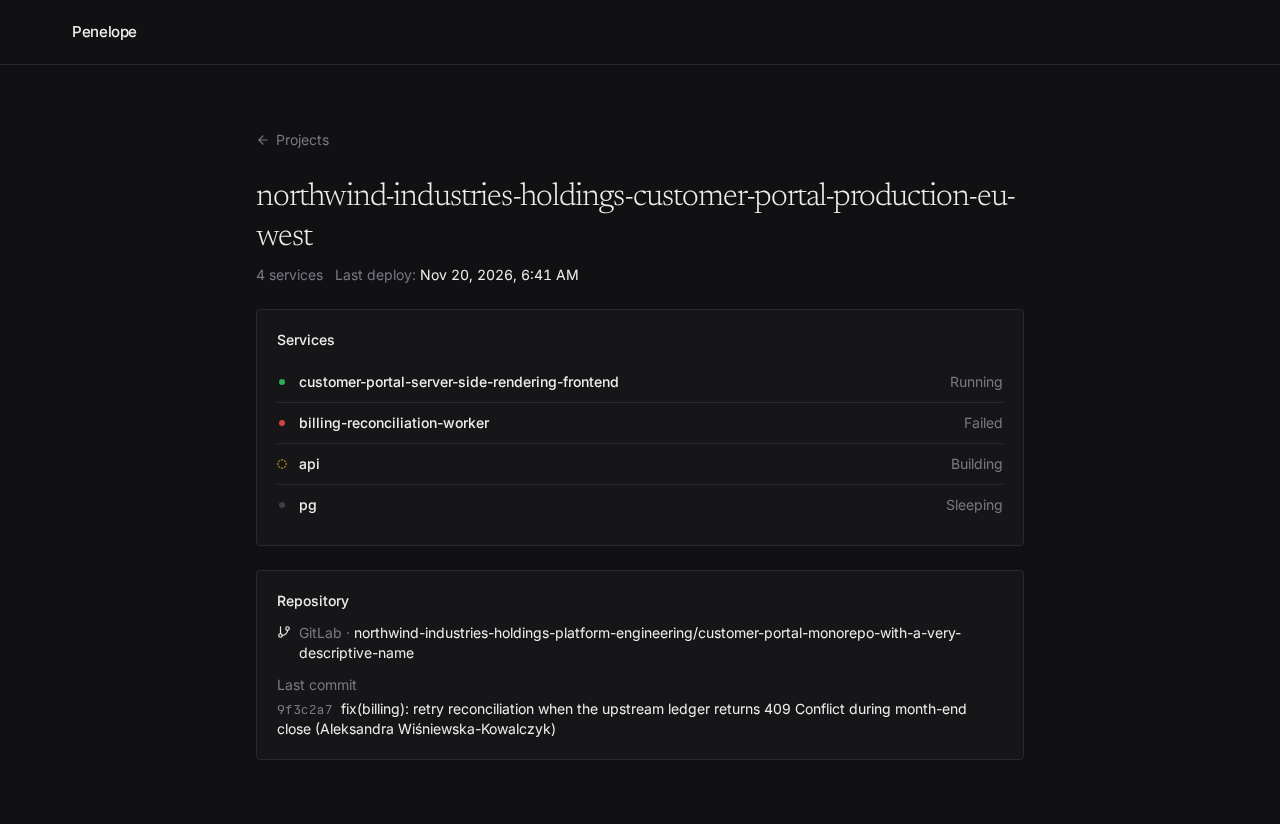 Penelope
Projects
northwind-industries-holdings-customer-portal-production-eu-
west
4 services Last deploy: Nov 20, 2026, 6:41 AM
Services
customer-portal-server-side-rendering-frontend Running
billing-reconciliation-worker Failed
api Building
pg Sleeping
Repository
GitLab · northwind-industries-holdings-platform-engineering/customer-portal-monorepo-with-a-very-
descriptive-name
Last commit
9f3c2a7 fix(billing): retry reconciliation when the upstream ledger returns 409 Conflict during month-end
close (Aleksandra Wiśniewska-Kowalczyk)